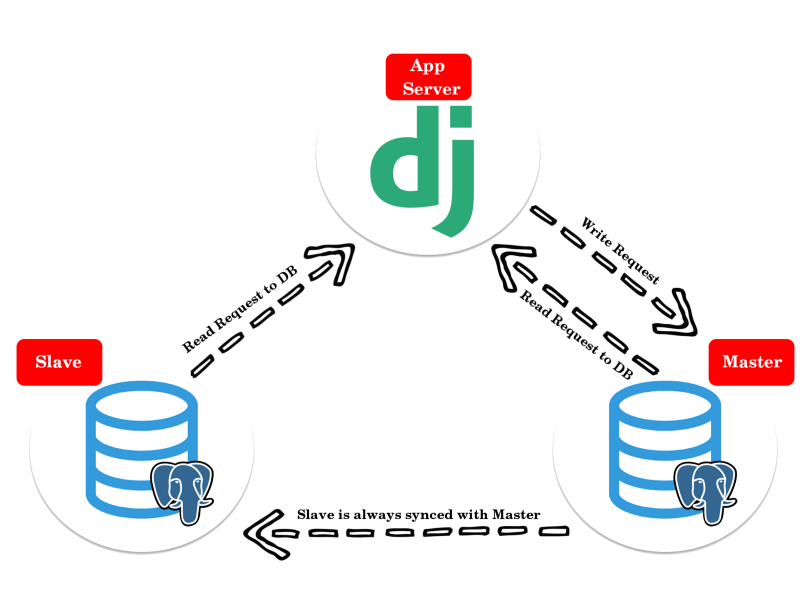 App
Server
dj
Write Request
Read Request to DB
Read Request to DB
Slave
Master
Slave is always synced with Master